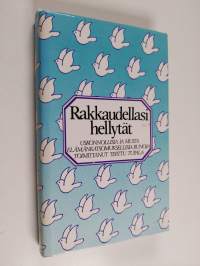 Rakkaudellasi
hellytät
USKONNOLLISIA JA MUITA
ELÄMÄNKATSOMUKSELLISIA RUNOJA
TOIMITTANUT TERTTU TUPALA